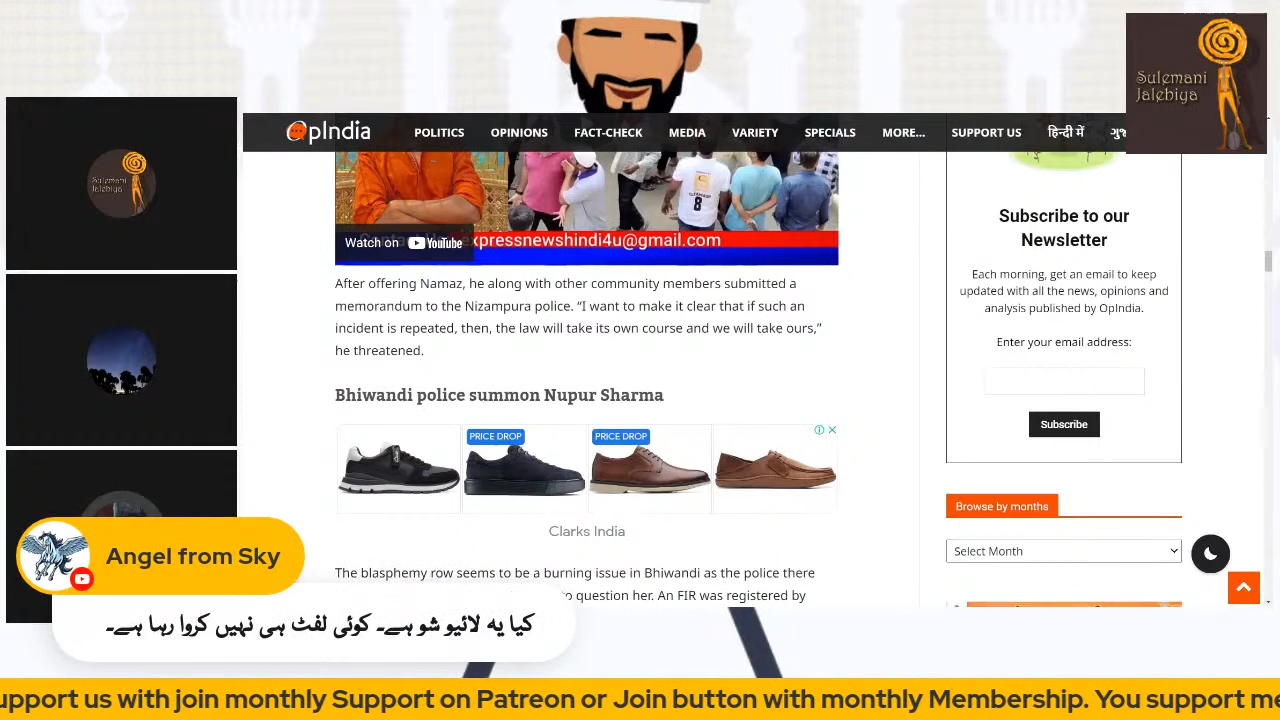 Sulemani
Jalebiya
OpIndia
POLITICS OPINIONS FACT-CHECK MEDIA VARIETY SPECIALS MORE... SUPPORT US हिन्दी में
Sulemani
Jalebiya
8
Watch on YouTube
xpressnewshindi4u@gmail.com
After offering Namaz, he along with other community members submitted a
memorandum to the Nizampura police. “I want to make it clear that if such an
incident is repeated, then, the law will take its own course and we will take ours,”
he threatened.
Bhiwandi police summon Nupur Sharma
PRICE DROP
PRICE DROP
Clarks India
The blasphemy row seems to be a burning issue in Bhiwandi as the police there
to question her. An FIR was registered by
Subscribe to our
Newsletter
Each morning, get an email to keep
updated with all the news, opinions and
analysis published by OpIndia.
Enter your email address:
Subscribe
Browse by months
Select Month
Angel from Sky
کیا یہ لائیو شو ہے۔ کوئی لفٹ ہی نہیں کروا رہا ہے۔
upport us with join monthly Support on Patreon or Join button with monthly Membership. You support me